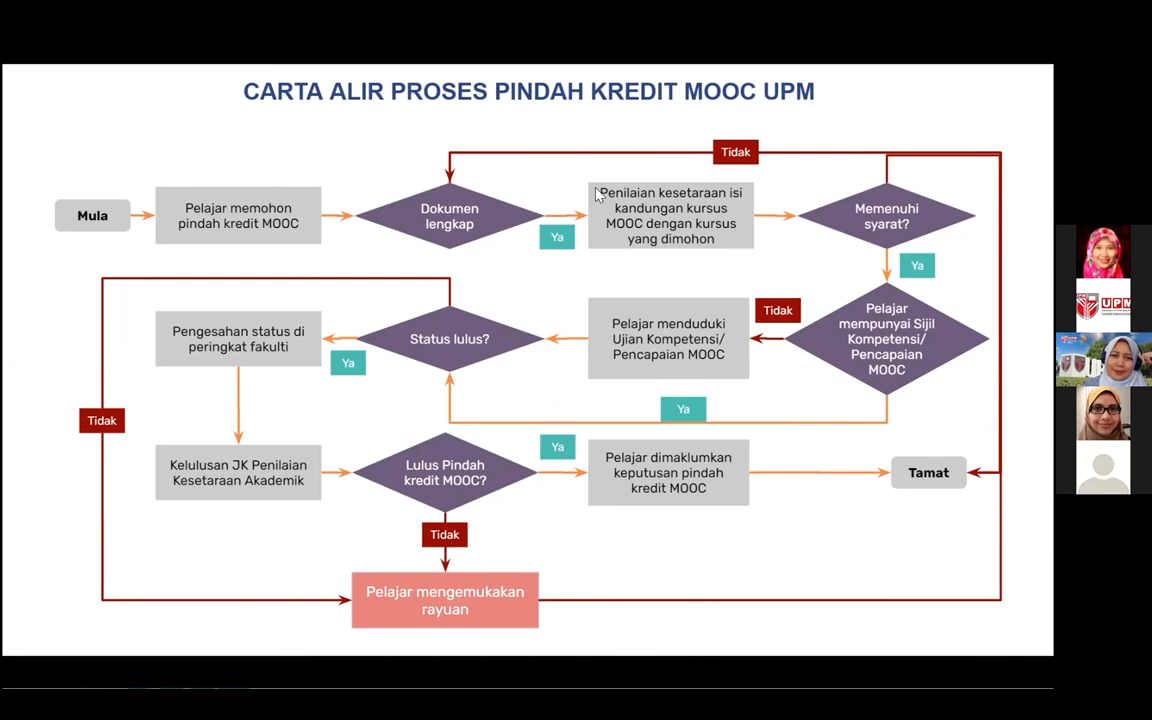 CARTA ALIR PROSES PINDAH KREDIT MOOC UPM
Tidak
Mula
Pelajar memohon
pindah kredit MOOC
Dokumen
lengkap
Ya
Penilaian kesetaraan isi
kandungan kursus
MOOC dengan kursus
yang dimohon
Memenuhi
syarat?
Ya
Pelajar
mempunyai Sijil
Kompetensi/
Pencapaian
MOOC
Tidak
Pelajar menduduki
Ujian Kompetensi/
Pencapaian MOOC
Status lulus?
Ya
Pengesahan status di
peringkat fakulti
Ya
Tidak
Kelulusan JK Penilaian
Kesetaraan Akademik
Lulus Pindah
kredit MOOC?
Ya
Pelajar dimaklumkan
keputusan pindah
kredit MOOC
Tamat
Tidak
Pelajar mengemukakan
rayuan
UPM